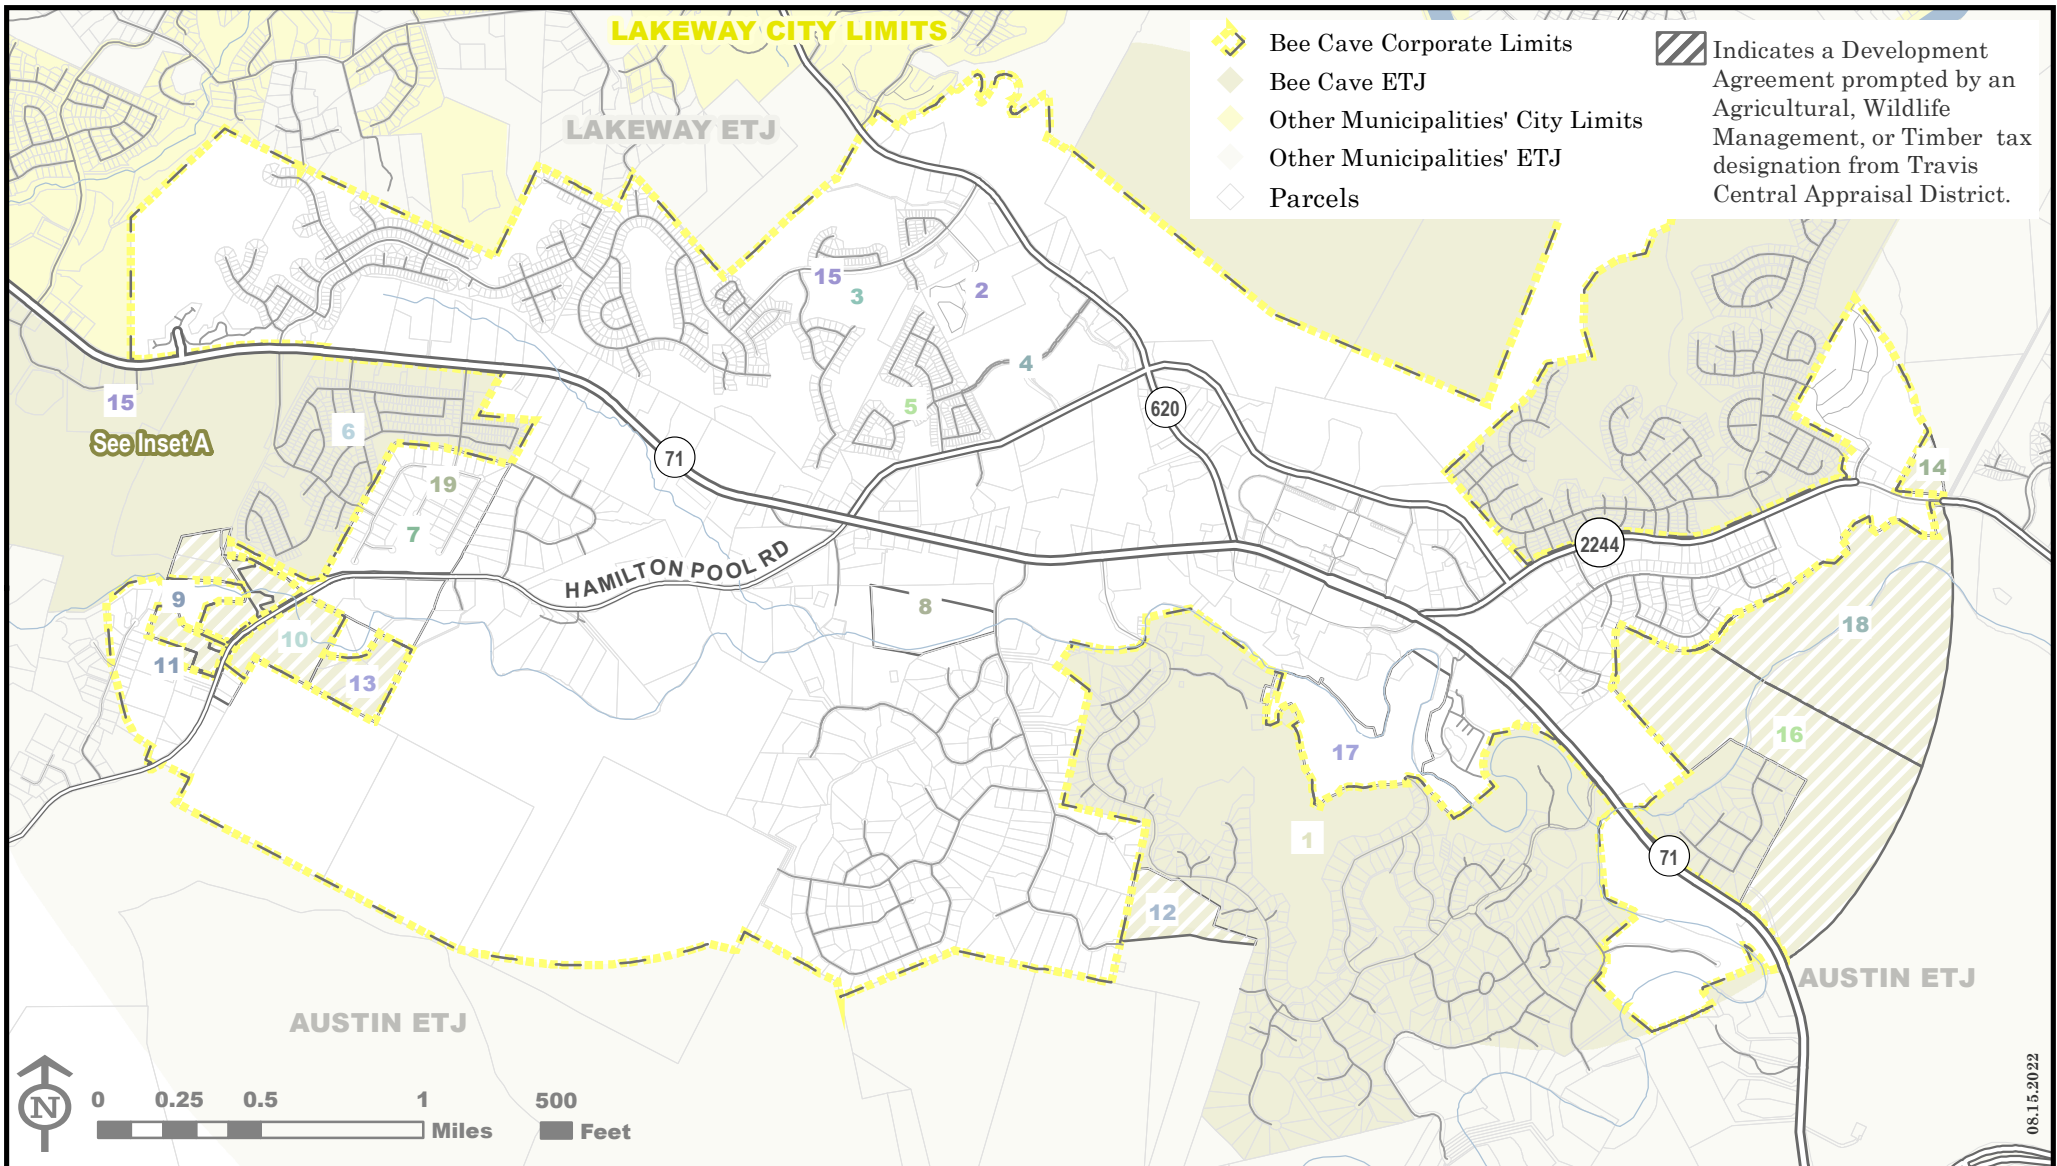 LAKEWAY CITY LIMITS
LAKEWAY ETJ
Bee Cave Corporate Limits
Bee Cave ETJ
Other Municipalities' City Limits
Other Municipalities' ETJ
Parcels
Indicates a Development
Agreement prompted by an
Agricultural, Wildlife
Management, or Timber tax
designation from Travis
Central Appraisal District.
15
3
2
4
5
15
See Inset A
6
19
7
71
620
14
2244
HAMILTON POOL RD
9
10
11
13
8
18
16
17
1
12
71
AUSTIN ETJ
AUSTIN ETJ
N
0 0.25 0.5 1 Miles
500 Feet
08.15.2022